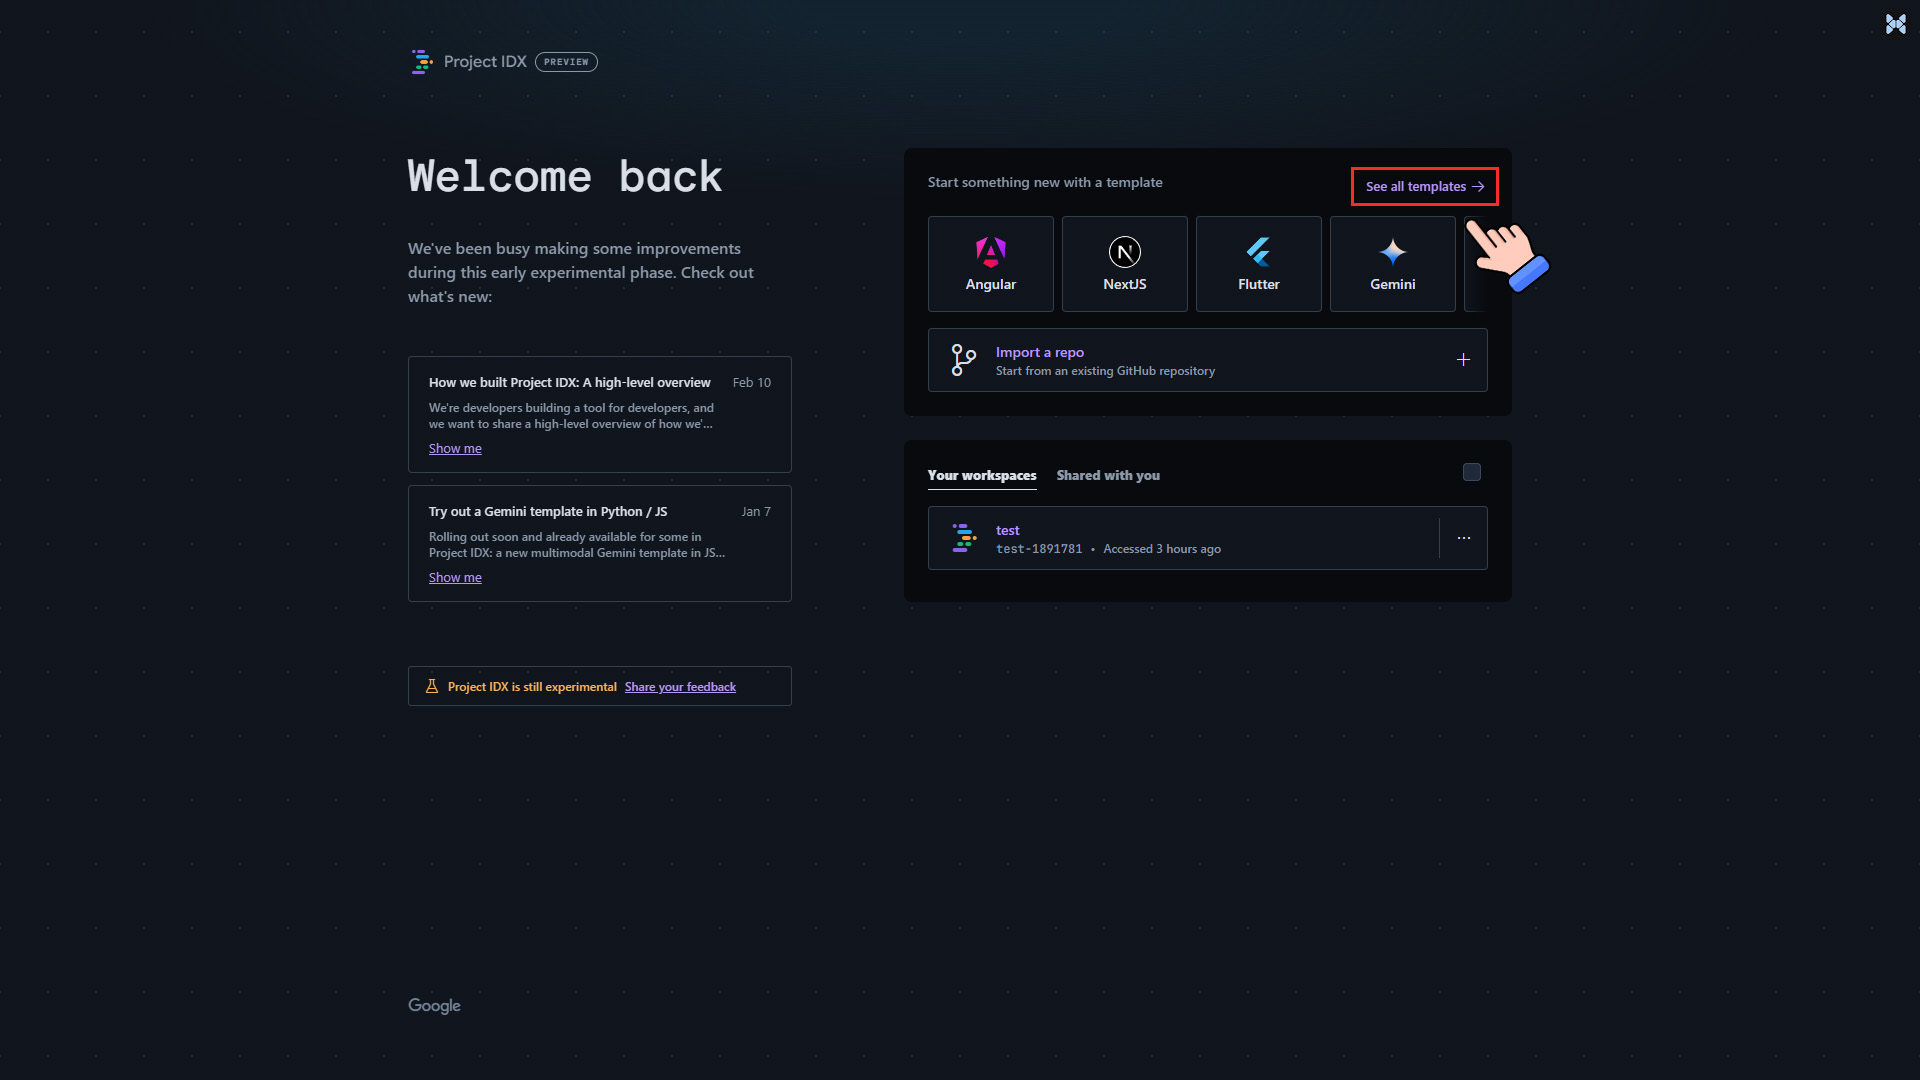 Project IDX PREVIEW
Welcome back
We've been busy making some improvements
during this early experimental phase. Check out
what's new:
How we built Project IDX: A high-level overview Feb 10
We're developers building a tool for developers, and
we want to share a high-level overview of how we'...
Show me
Try out a Gemini template in Python / JS Jan 7
Rolling out soon and already available for some in
Project IDX: a new multimodal Gemini template in JS...
Show me
Project IDX is still experimental Share your feedback
Start something new with a template
See all templates →
Angular
NextJS
Flutter
Gemini
Import a repo
Start from an existing GitHub repository
Your workspaces Shared with you
test
test-1891781 • Accessed 3 hours ago
Google